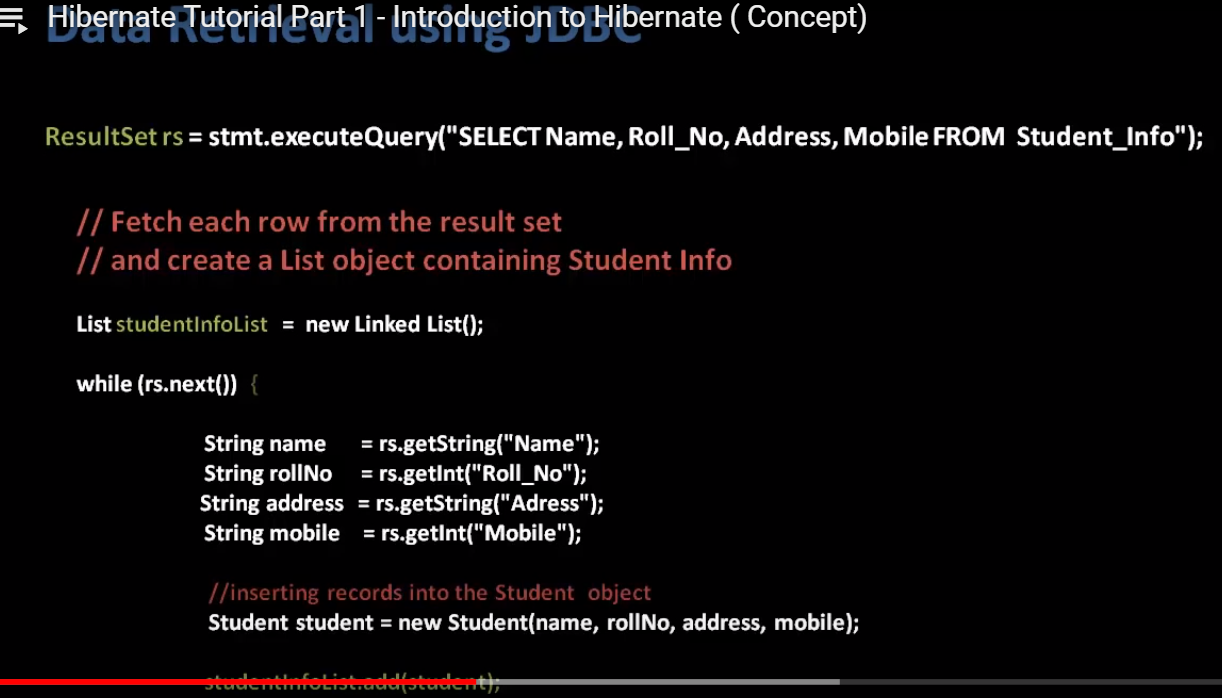 Hibernate Tutorial Part 1 - Introduction to Hibernate ( Concept)
Data Retrieval using JDBC
ResultSet rs = stmt.executeQuery("SELECT Name, Roll_No, Address, Mobile FROM Student_Info");
// Fetch each row from the result set
// and create a List object containing Student Info
List studentInfoList = new Linked List();
while (rs.next()) {
String name = rs.getString("Name");
String rollNo = rs.getInt("Roll_No");
String address = rs.getString("Adress");
String mobile = rs.getInt("Mobile");
//inserting records into the Student object
Student student = new Student(name, rollNo, address, mobile);
studentInfoList.add(student);